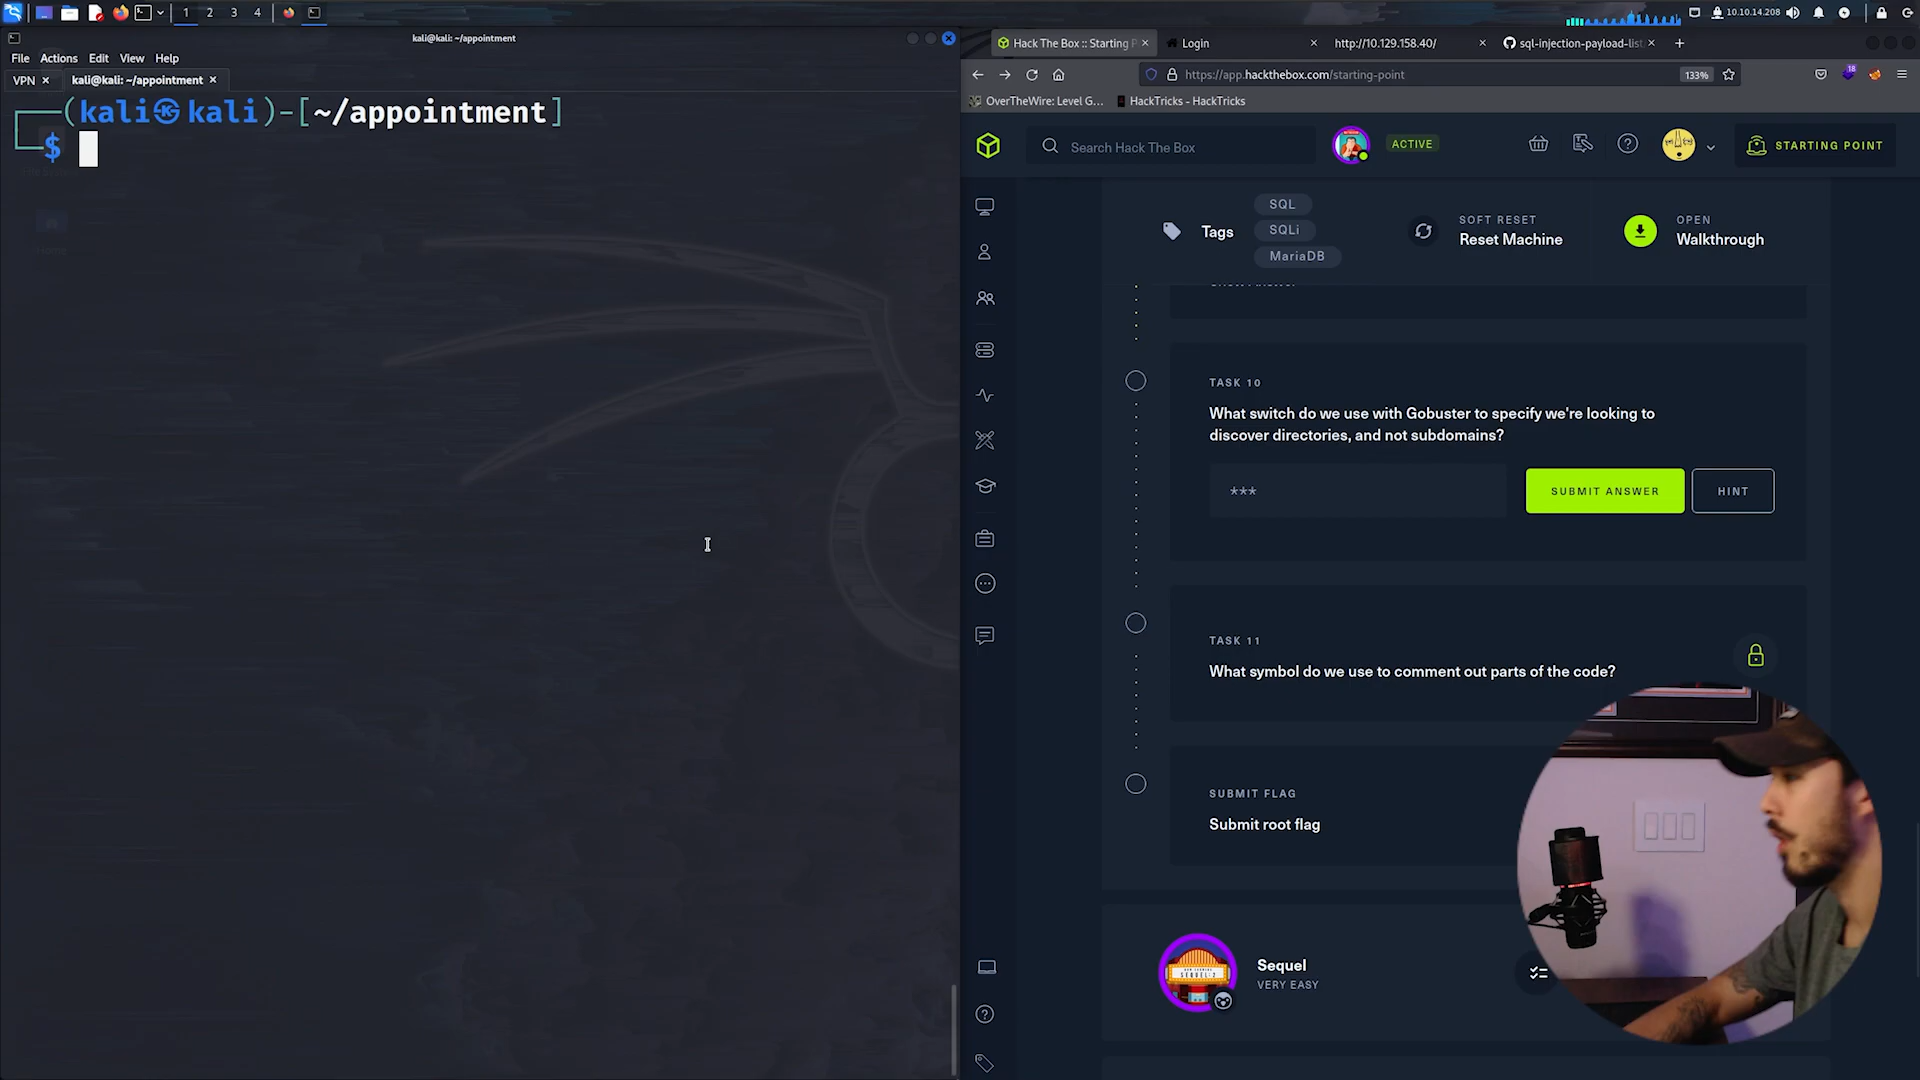 1 2 3 4
10.10.14.208
kali@kali: ~/appointment
File Actions Edit View Help
VPN
kali@kali: ~/appointment
(kali㉿kali)-[~/appointment]
$
Hack The Box :: Starting P
Login
http://10.129.158.40/
sql-injection-payload-list
https://app.hackthebox.com/starting-point
133%
18
OverTheWire: Level G…
HackTricks - HackTricks
Search Hack The Box
ACTIVE
STARTING POINT
Tags
SQL
SQLi
MariaDB
SOFT RESET
Reset Machine
OPEN
Walkthrough
TASK 10
What switch do we use with Gobuster to specify we're looking to
discover directories, and not subdomains?
***
SUBMIT ANSWER
HINT
TASK 11
What symbol do we use to comment out parts of the code?
SUBMIT FLAG
Submit root flag
Sequel
VERY EASY